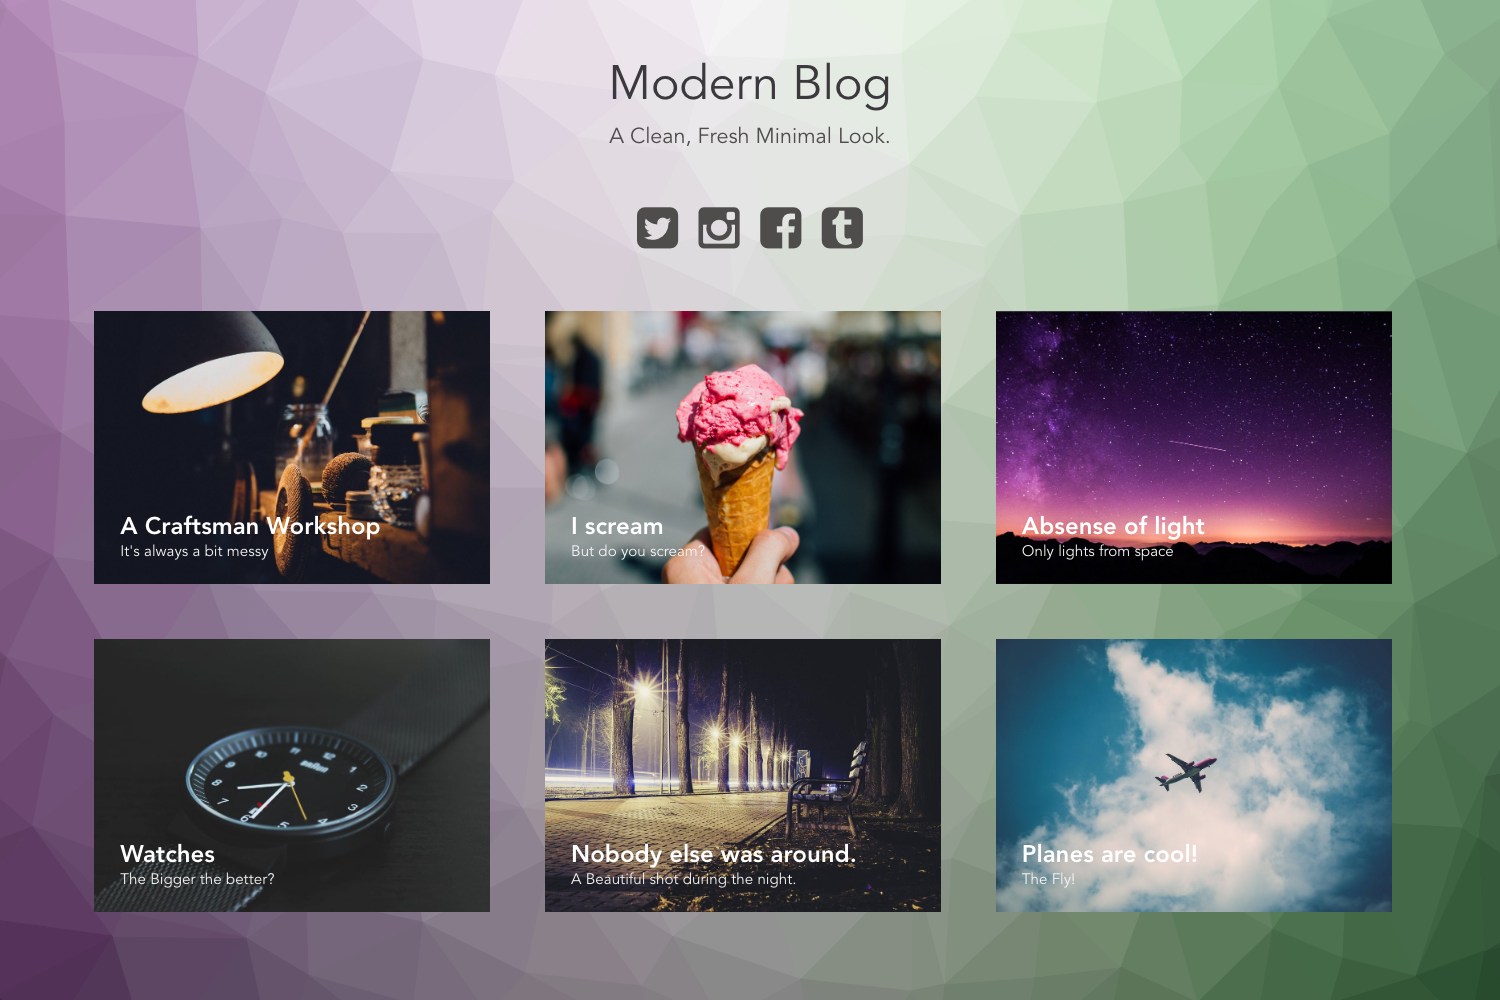 Modern Blog
A Clean, Fresh Minimal Look.
A Craftsman Workshop
It's always a bit messy
I scream
But do you scream?
Absense of light
Only lights from space
Watches
The Bigger the better?
Nobody else was around.
A Beautiful shot during the night.
Planes are cool!
The Fly!